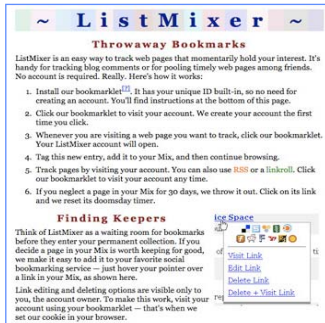 ~ ListMixer ~
Throwaway Bookmarks
ListMixer is an easy way to track web pages that momentarily hold your interest. It's
handy for tracking blog comments or for pooling timely web pages among friends.
No account is required. Really. Here's how it works:
1. Install our bookmarklet[?]. It has your unique ID built-in, so no need for
creating an account. You'll find instructions at the bottom of this page.
2. Click our bookmarklet to visit your account. We create your account the first
time you click.
3. Whenever you are visiting a web page you want to track, click our bookmarklet.
Your ListMixer account will open.
4. Tag this new entry, add it to your Mix, and then continue browsing.
5. Track pages by visiting your account. You can also use RSS or a linkroll. Click
our bookmarklet to visit your account any time.
6. If you neglect a page in your Mix for 30 days, we throw it out. Click on its link
and we reset its doomsday timer.
Finding Keepers
Think of ListMixer as a waiting room for bookmarks
before they enter your permanent collection. If you
decide a page in your Mix is worth keeping for good,
we make it easy to add it to your favorite social
bookmarking service — just hover your pointer over
a link in your Mix, as shown here.
Link editing and deleting options are visible only to
you, the account owner. To make this work, visit your
account using your bookmarklet — that's when we
set our cookie in your browser.
ice Space
Visit Link
Edit Link
Delete Link
Delete + Visit Link